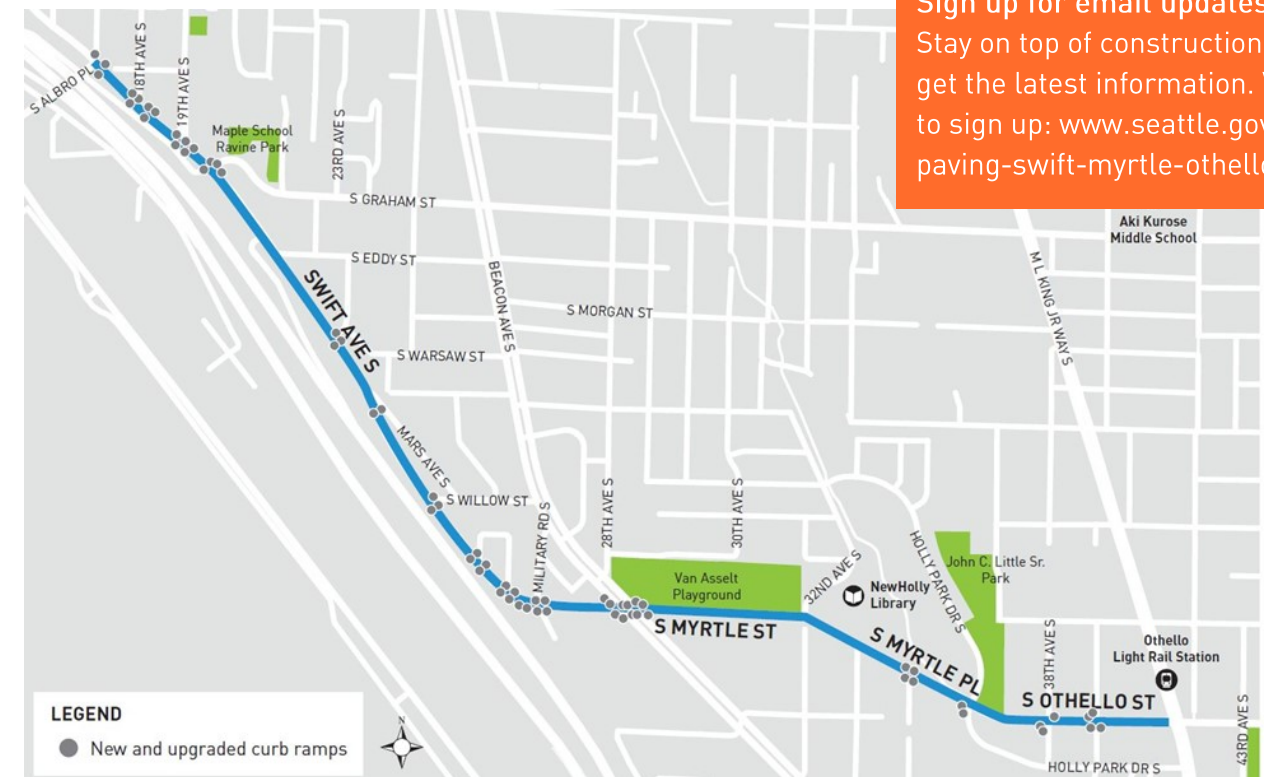 Sign up for email updates
Stay on top of construction
get the latest information.
to sign up: www.seattle.gov
paving-swift-myrtle-othello
S ALBRO PL
18TH AVE S
19TH AVE S
Maple School
Ravine Park
23RD AVE S
S GRAHAM ST
S EDDY ST
BEACON AVE S
S MORGAN ST
Aki Kurose
Middle School
M L KING JR WAY S
SWIFT AVE S
S WARSAW ST
MARS AVE S
S WILLOW ST
MILITARY RD S
28TH AVE S
30TH AVE S
Van Asselt
Playground
32ND AVE S
NewHolly
Library
HOLLY PARK DR S
John C. Little Sr.
Park
S MYRTLE ST
S MYRTLE PL
38TH AVE S
Othello
Light Rail Station
S OTHELLO ST
43RD AVE S
HOLLY PARK DR S
LEGEND
New and upgraded curb ramps
N